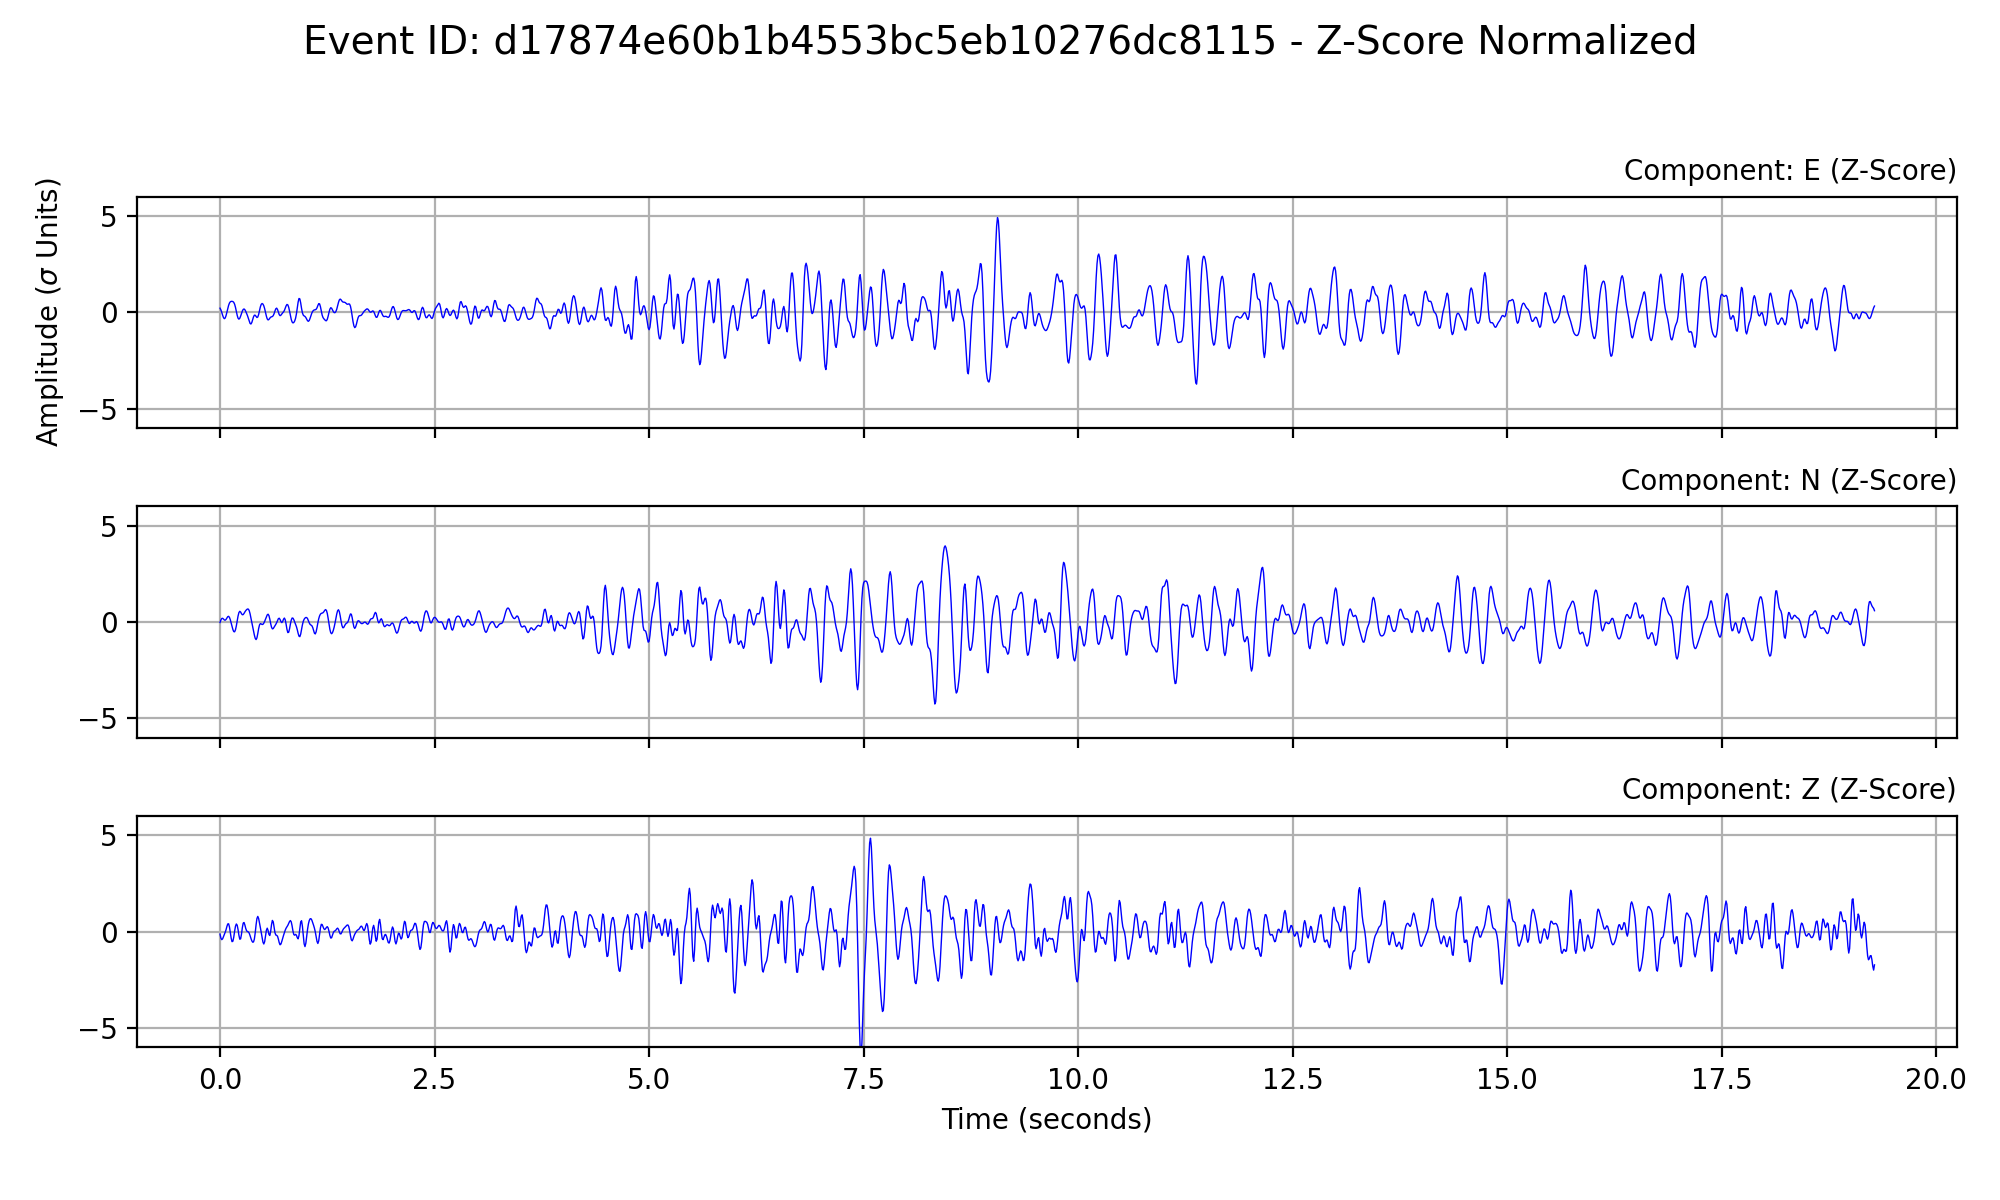 Event ID: d17874e60b1b4553bc5eb10276dc8115 - Z-Score Normalized
Component: E (Z-Score)
Amplitude (σ Units)
5
0
−5
Component: N (Z-Score)
5
0
−5
Component: Z (Z-Score)
5
0
−5
0.0 2.5 5.0 7.5 10.0 12.5 15.0 17.5 20.0
Time (seconds)